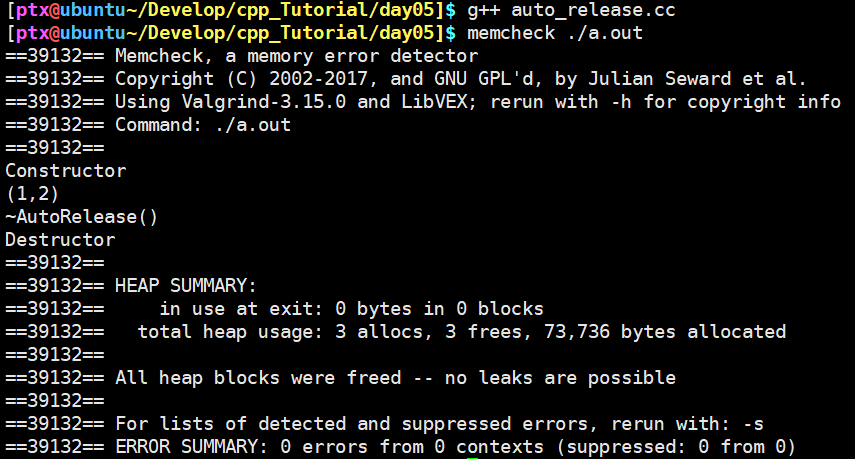 [ptx@ubuntu~/Develop/cpp_Tutorial/day05]$ g++ auto_release.cc
[ptx@ubuntu~/Develop/cpp_Tutorial/day05]$ memcheck ./a.out
==39132== Memcheck, a memory error detector
==39132== Copyright (C) 2002-2017, and GNU GPL'd, by Julian Seward et al.
==39132== Using Valgrind-3.15.0 and LibVEX; rerun with -h for copyright info
==39132== Command: ./a.out
==39132==
Constructor
(1,2)
~AutoRelease()
Destructor
==39132==
==39132== HEAP SUMMARY:
==39132==     in use at exit: 0 bytes in 0 blocks
==39132==   total heap usage: 3 allocs, 3 frees, 73,736 bytes allocated
==39132==
==39132== All heap blocks were freed -- no leaks are possible
==39132==
==39132== For lists of detected and suppressed errors, rerun with: -s
==39132== ERROR SUMMARY: 0 errors from 0 contexts (suppressed: 0 from 0)